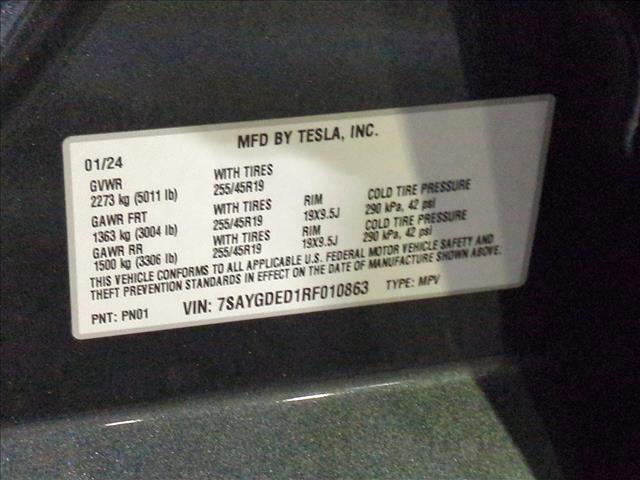 MFD BY TESLA, INC.
01/24
GVWR WITH TIRES
2273 kg (5011 lb) 255/45R19
GAWR FRT WITH TIRES RIM COLD TIRE PRESSURE
1363 kg (3004 lb) 255/45R19 19X9.5J 290 kPa, 42 psi
GAWR RR WITH TIRES RIM COLD TIRE PRESSURE
1500 kg (3306 lb) 255/45R19 19X9.5J 290 kPa, 42 psi
THIS VEHICLE CONFORMS TO ALL APPLICABLE U.S. FEDERAL MOTOR VEHICLE SAFETY AND
THEFT PREVENTION STANDARDS IN EFFECT ON THE DATE OF MANUFACTURE SHOWN ABOVE.
PNT: PN01 VIN: 7SAYGDED1RF010863 TYPE: MPV